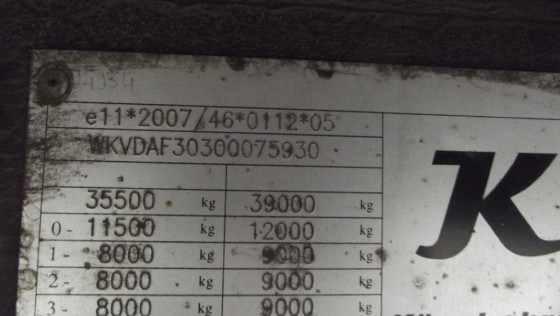 e11*2007/46*0112*05
WKVDAF30300075930
35500 kg 39000 kg
0- 11500 kg 12000 kg
1- 8000 kg 9000 kg
2- 8000 kg 9000 kg
3- 8000 kg 9000 kg
K